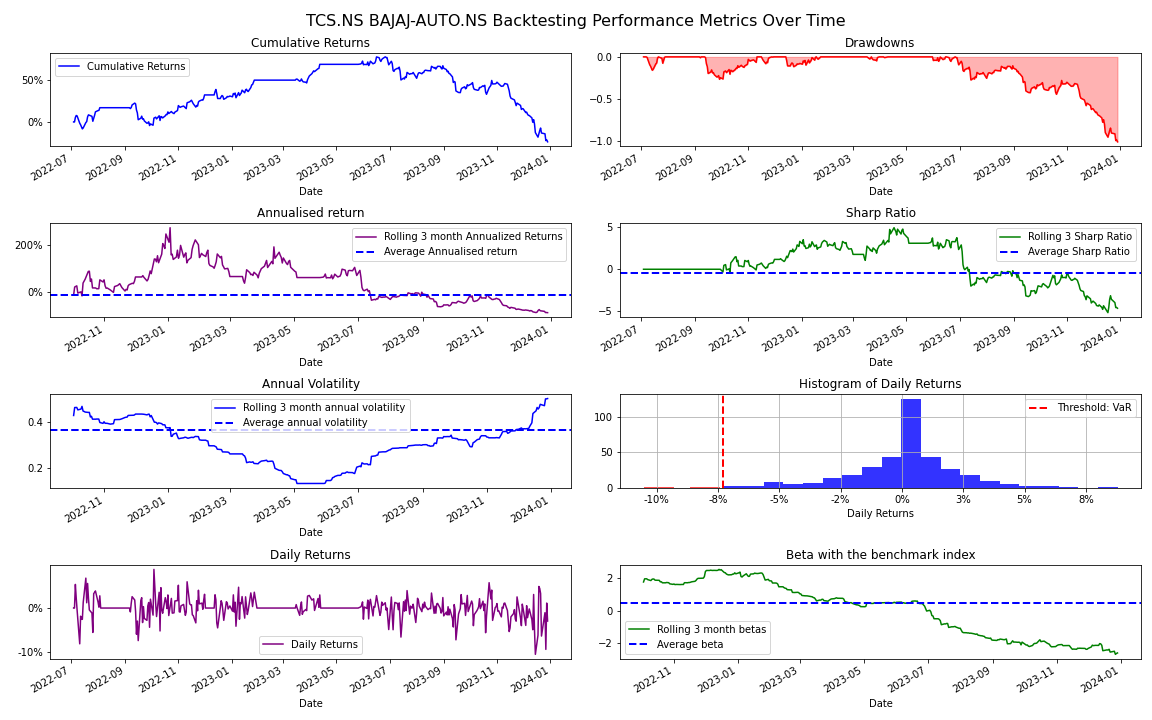 TCS.NS BAJAJ-AUTO.NS Backtesting Performance Metrics Over Time
Cumulative Returns
Cumulative Returns
50%
0%
2022-07 2022-09 2022-11 2023-01 2023-03 2023-05 2023-07 2023-09 2023-11 2024-01
Date
Drawdowns
0.0
−0.5
−1.0
2022-07 2022-09 2022-11 2023-01 2023-03 2023-05 2023-07 2023-09 2023-11 2024-01
Date
Annualised return
Rolling 3 month Annualized Returns
Average Annualised return
200%
0%
2022-11 2023-01 2023-03 2023-05 2023-07 2023-09 2023-11 2024-01
Date
Sharp Ratio
Rolling 3 Sharp Ratio
Average Sharp Ratio
5
0
−5
2022-07 2022-09 2022-11 2023-01 2023-03 2023-05 2023-07 2023-09 2023-11 2024-01
Date
Annual Volatility
Rolling 3 month annual volatility
Average annual volatility
0.4
0.2
2022-11 2023-01 2023-03 2023-05 2023-07 2023-09 2023-11 2024-01
Date
Histogram of Daily Returns
Threshold: VaR
100
50
0
-10% -8% -5% -2% 0% 3% 5% 8%
Daily Returns
Daily Returns
0%
-10%
Daily Returns
2022-07 2022-09 2022-11 2023-01 2023-03 2023-05 2023-07 2023-09 2023-11 2024-01
Date
Beta with the benchmark index
2
0
−2
Rolling 3 month betas
Average beta
2022-11 2023-01 2023-03 2023-05 2023-07 2023-09 2023-11 2024-01
Date